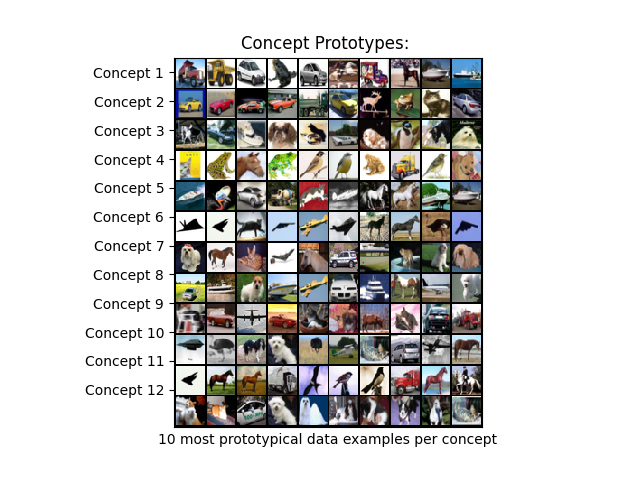 Concept Prototypes:
Concept 1
Concept 2
Concept 3
Concept 4
Concept 5
Concept 6
Concept 7
Concept 8
Concept 9
Concept 10
Concept 11
Concept 12
10 most prototypical data examples per concept